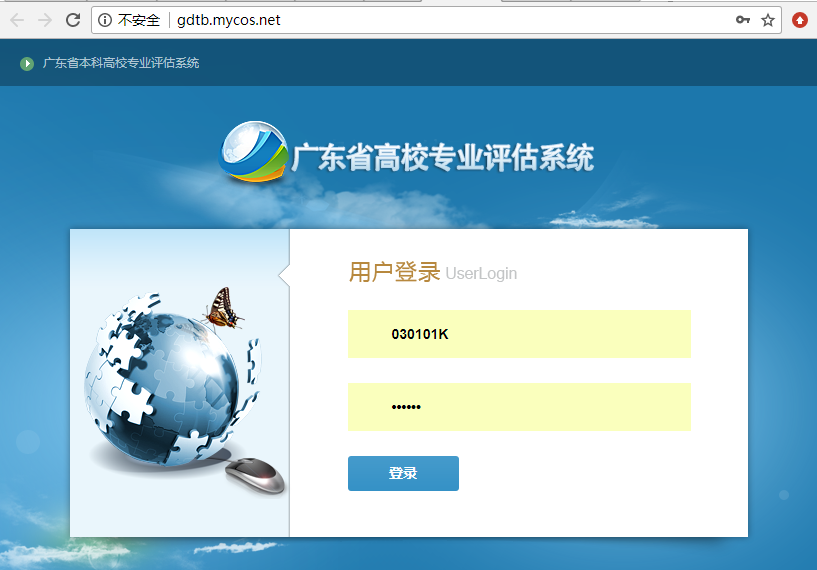 不安全 gdtb.mycos.net
广东省本科高校专业评估系统
广东省高校专业评估系统
用户登录 UserLogin
030101K
••••••
登录